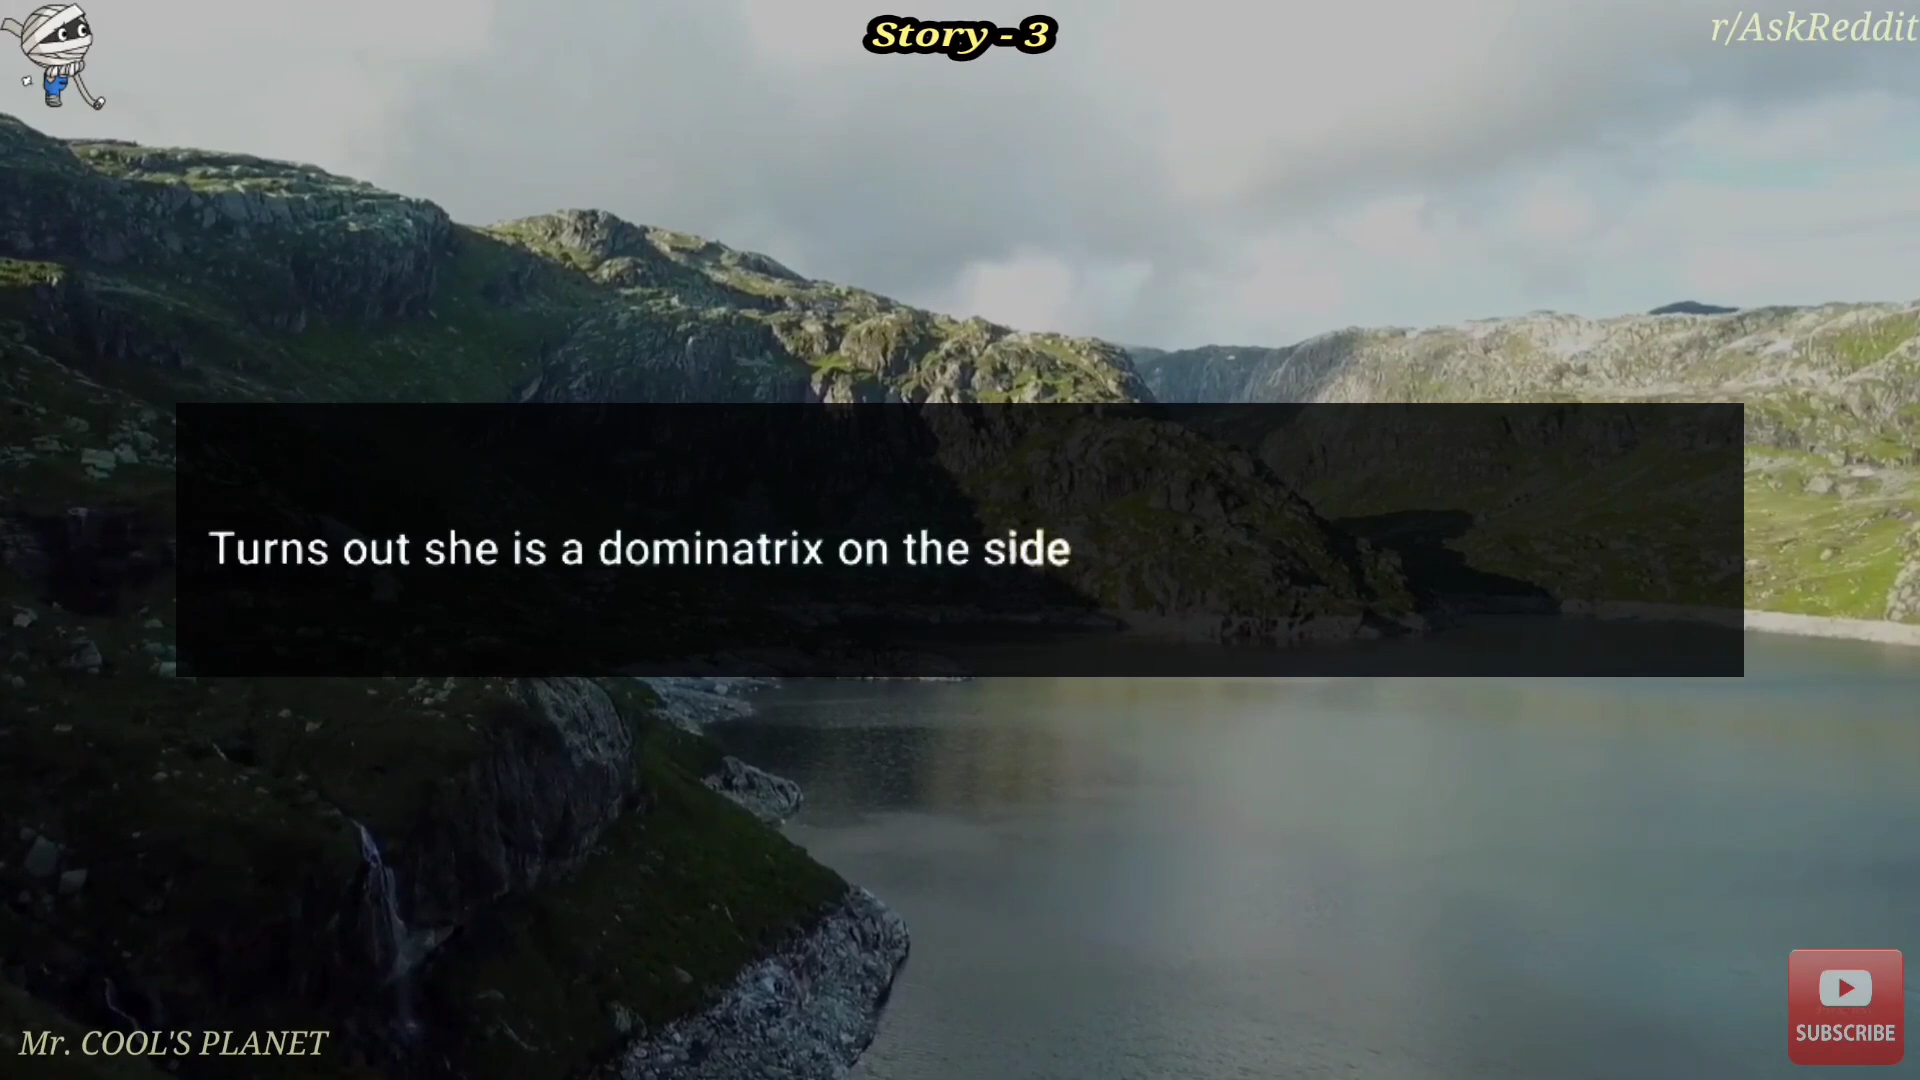 Story - 3
r/AskReddit
Turns out she is a dominatrix on the side
Mr. COOL'S PLANET
SUBSCRIBE